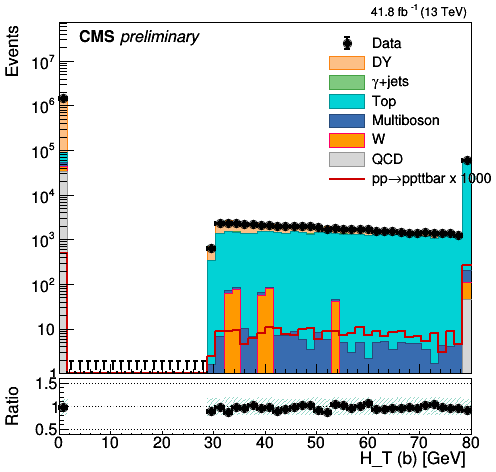 41.8 fb⁻¹ (13 TeV)
CMS preliminary
Events
Data
DY
γ+jets
Top
Multiboson
W
QCD
pp→ppttbar x 1000
10⁷
10⁶
10⁵
10⁴
10³
10²
10
1
Ratio
1.5
1
0.5
0 10 20 30 40 50 60 70 80
H_T (b) [GeV]